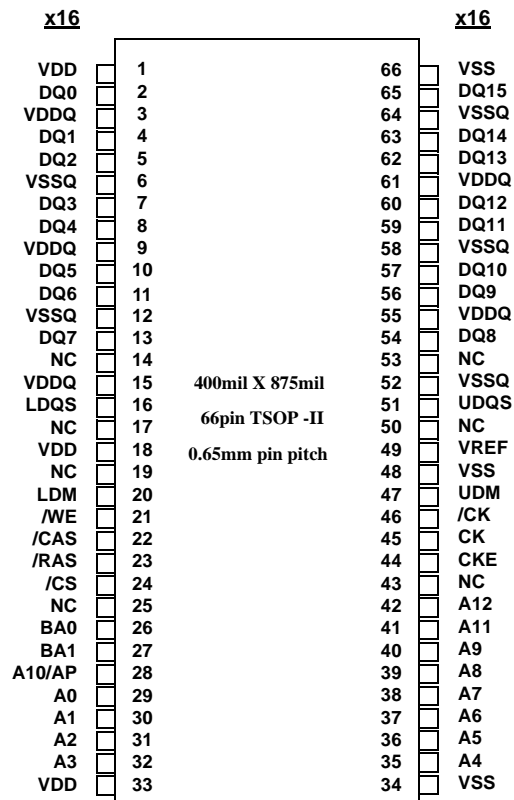 x16 x16
VDD 1 66 VSS
DQ0 2 65 DQ15
VDDQ 3 64 VSSQ
DQ1 4 63 DQ14
DQ2 5 62 DQ13
VSSQ 6 61 VDDQ
DQ3 7 60 DQ12
DQ4 8 59 DQ11
VDDQ 9 58 VSSQ
DQ5 10 57 DQ10
DQ6 11 56 DQ9
VSSQ 12 55 VDDQ
DQ7 13 54 DQ8
NC 14 53 NC
VDDQ 15 400mil X 875mil 52 VSSQ
LDQS 16 51 UDQS
NC 17 66pin TSOP -II 50 NC
VDD 18 0.65mm pin pitch 49 VREF
NC 19 48 VSS
LDM 20 47 UDM
/WE 21 46 /CK
/CAS 22 45 CK
/RAS 23 44 CKE
/CS 24 43 NC
NC 25 42 A12
BA0 26 41 A11
BA1 27 40 A9
A10/AP 28 39 A8
A0 29 38 A7
A1 30 37 A6
A2 31 36 A5
A3 32 35 A4
VDD 33 34 VSS